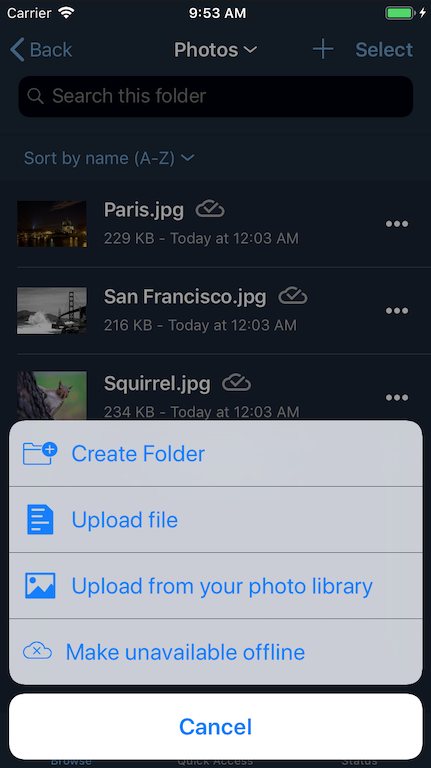 Carrier 9:53 AM
Back Photos Select
Search this folder
Sort by name (A-Z)
Paris.jpg
229 KB - Today at 12:03 AM
San Francisco.jpg
216 KB - Today at 12:03 AM
Squirrel.jpg
234 KB - Today at 12:03 AM
Create Folder
Upload file
Upload from your photo library
Make unavailable offline
Cancel
Browse Quick Access Status